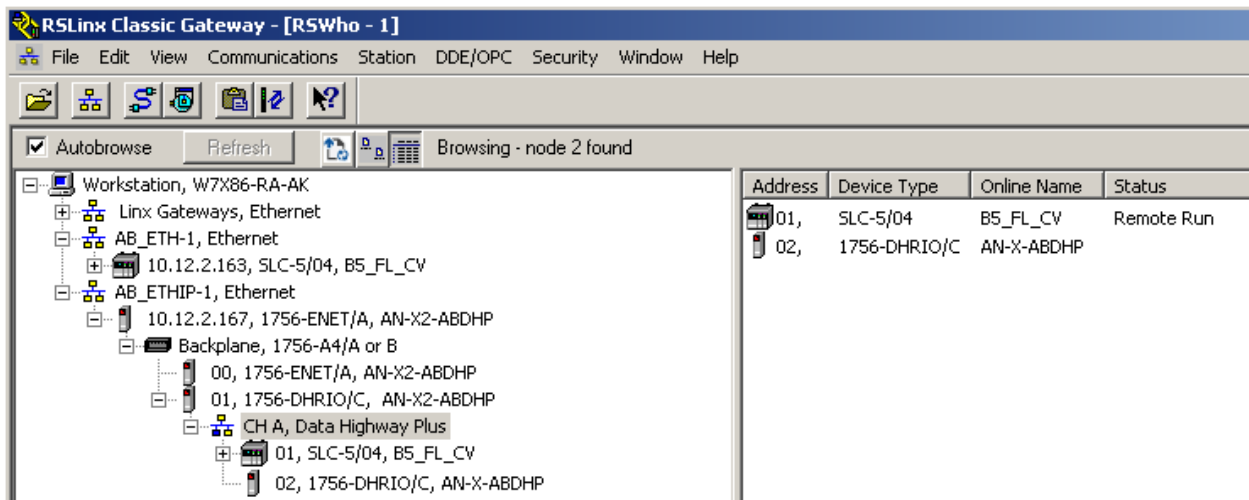 RSLinx Classic Gateway - [RSWho - 1]
File Edit View Communications Station DDE/OPC Security Window Help
Autobrowse Refresh Browsing - node 2 found
Workstation, W7X86-RA-AK
Linx Gateways, Ethernet
AB_ETH-1, Ethernet
10.12.2.163, SLC-5/04, B5_FL_CV
AB_ETHIP-1, Ethernet
10.12.2.167, 1756-ENET/A, AN-X2-ABDHP
Backplane, 1756-A4/A or B
00, 1756-ENET/A, AN-X2-ABDHP
01, 1756-DHRIO/C, AN-X2-ABDHP
CH A, Data Highway Plus
01, SLC-5/04, B5_FL_CV
02, 1756-DHRIO/C, AN-X-ABDHP
Address Device Type Online Name Status
01, SLC-5/04 B5_FL_CV Remote Run
02, 1756-DHRIO/C AN-X-ABDHP